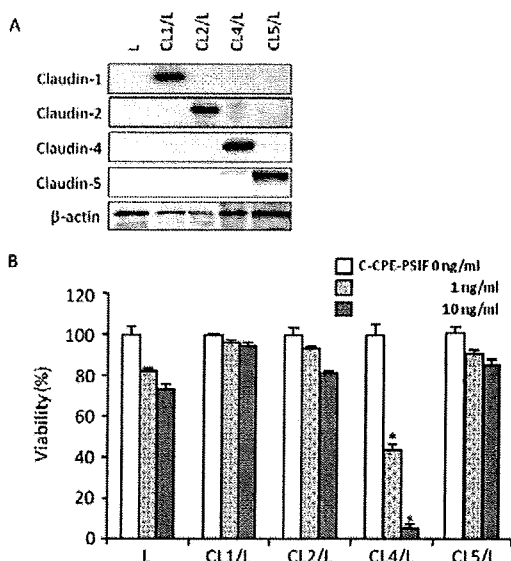 A
L CL1/L CL2/L CL4/L CL5/L
Claudin-1
Claudin-2
Claudin-4
Claudin-5
β-actin
B
C-CPE-PSIF 0 ng/ml
1 ng/ml
10 ng/ml
Viability (%)
120
100
80
60
40
20
0
* *
L CL1/L CL2/L CL4/L CL5/L